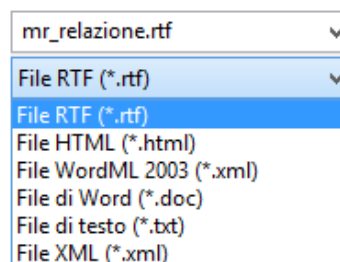 mr_relazione.rtf
File RTF (*.rtf)
File RTF (*.rtf)
File HTML (*.html)
File WordML 2003 (*.xml)
File di Word (*.doc)
File di testo (*.txt)
File XML (*.xml)